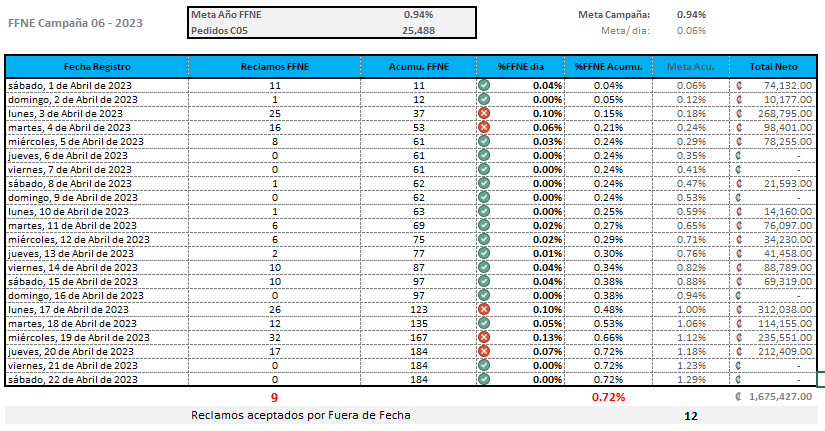 FFNE Campaña 06 - 2023
Meta Año FFNE 0.94%
Pedidos C05 25,488
Meta Campaña: 0.94%
Meta/ dia: 0.06%
Fecha Registro Reclamos FFNE Acumu. FFNE %FFNE dia %FFNE Acumu. Meta Acu. Total Neto
sábado, 1 de Abril de 2023 11 11 0.04% 0.04% 0.06% ₡ 74,132.00
domingo, 2 de Abril de 2023 1 12 0.00% 0.05% 0.12% ₡ 10,177.00
lunes, 3 de Abril de 2023 25 37 0.10% 0.15% 0.18% ₡ 268,795.00
martes, 4 de Abril de 2023 16 53 0.06% 0.21% 0.24% ₡ 98,401.00
miércoles, 5 de Abril de 2023 8 61 0.03% 0.24% 0.29% ₡ 78,255.00
jueves, 6 de Abril de 2023 0 61 0.00% 0.24% 0.35% ₡ -
viernes, 7 de Abril de 2023 0 61 0.00% 0.24% 0.41% ₡ -
sábado, 8 de Abril de 2023 1 62 0.00% 0.24% 0.47% ₡ 21,593.00
domingo, 9 de Abril de 2023 0 62 0.00% 0.24% 0.53% ₡ -
lunes, 10 de Abril de 2023 1 63 0.00% 0.25% 0.59% ₡ 14,160.00
martes, 11 de Abril de 2023 6 69 0.02% 0.27% 0.65% ₡ 76,097.00
miércoles, 12 de Abril de 2023 6 75 0.02% 0.29% 0.71% ₡ 34,230.00
jueves, 13 de Abril de 2023 2 77 0.01% 0.30% 0.76% ₡ 41,458.00
viernes, 14 de Abril de 2023 10 87 0.04% 0.34% 0.82% ₡ 88,789.00
sábado, 15 de Abril de 2023 10 97 0.04% 0.38% 0.88% ₡ 69,319.00
domingo, 16 de Abril de 2023 0 97 0.00% 0.38% 0.94% ₡ -
lunes, 17 de Abril de 2023 26 123 0.10% 0.48% 1.00% ₡ 312,038.00
martes, 18 de Abril de 2023 12 135 0.05% 0.53% 1.06% ₡ 114,155.00
miércoles, 19 de Abril de 2023 32 167 0.13% 0.66% 1.12% ₡ 235,551.00
jueves, 20 de Abril de 2023 17 184 0.07% 0.72% 1.18% ₡ 212,409.00
viernes, 21 de Abril de 2023 0 184 0.00% 0.72% 1.23% ₡ -
sábado, 22 de Abril de 2023 0 184 0.00% 0.72% 1.29% ₡ -
9 0.72% ₡ 1,675,427.00
Reclamos aceptados por Fuera de Fecha 12